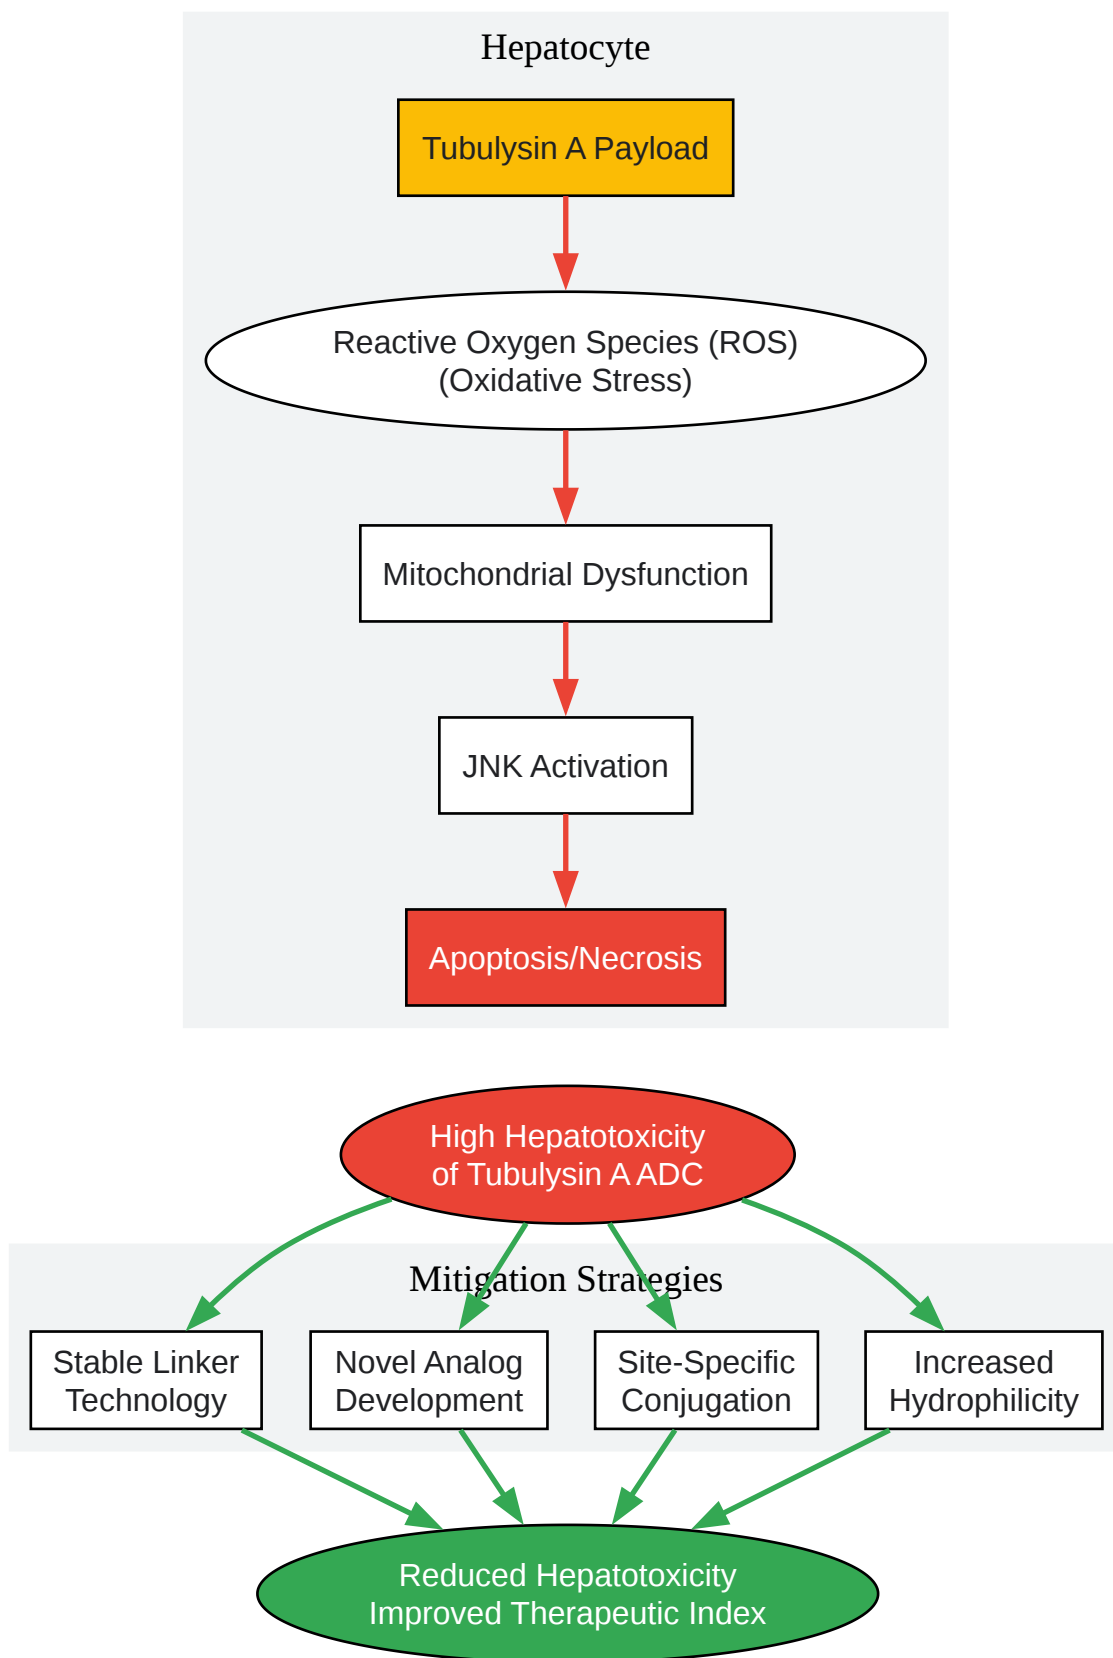 Hepatocyte
Tubulysin A Payload
Reactive Oxygen Species (ROS)
(Oxidative Stress)
Mitochondrial Dysfunction
JNK Activation
Apoptosis/Necrosis
High Hepatotoxicity
of Tubulysin A ADC
Mitigation Strategies
Stable Linker
Technology
Novel Analog
Development
Site-Specific
Conjugation
Increased
Hydrophilicity
Reduced Hepatotoxicity
Improved Therapeutic Index